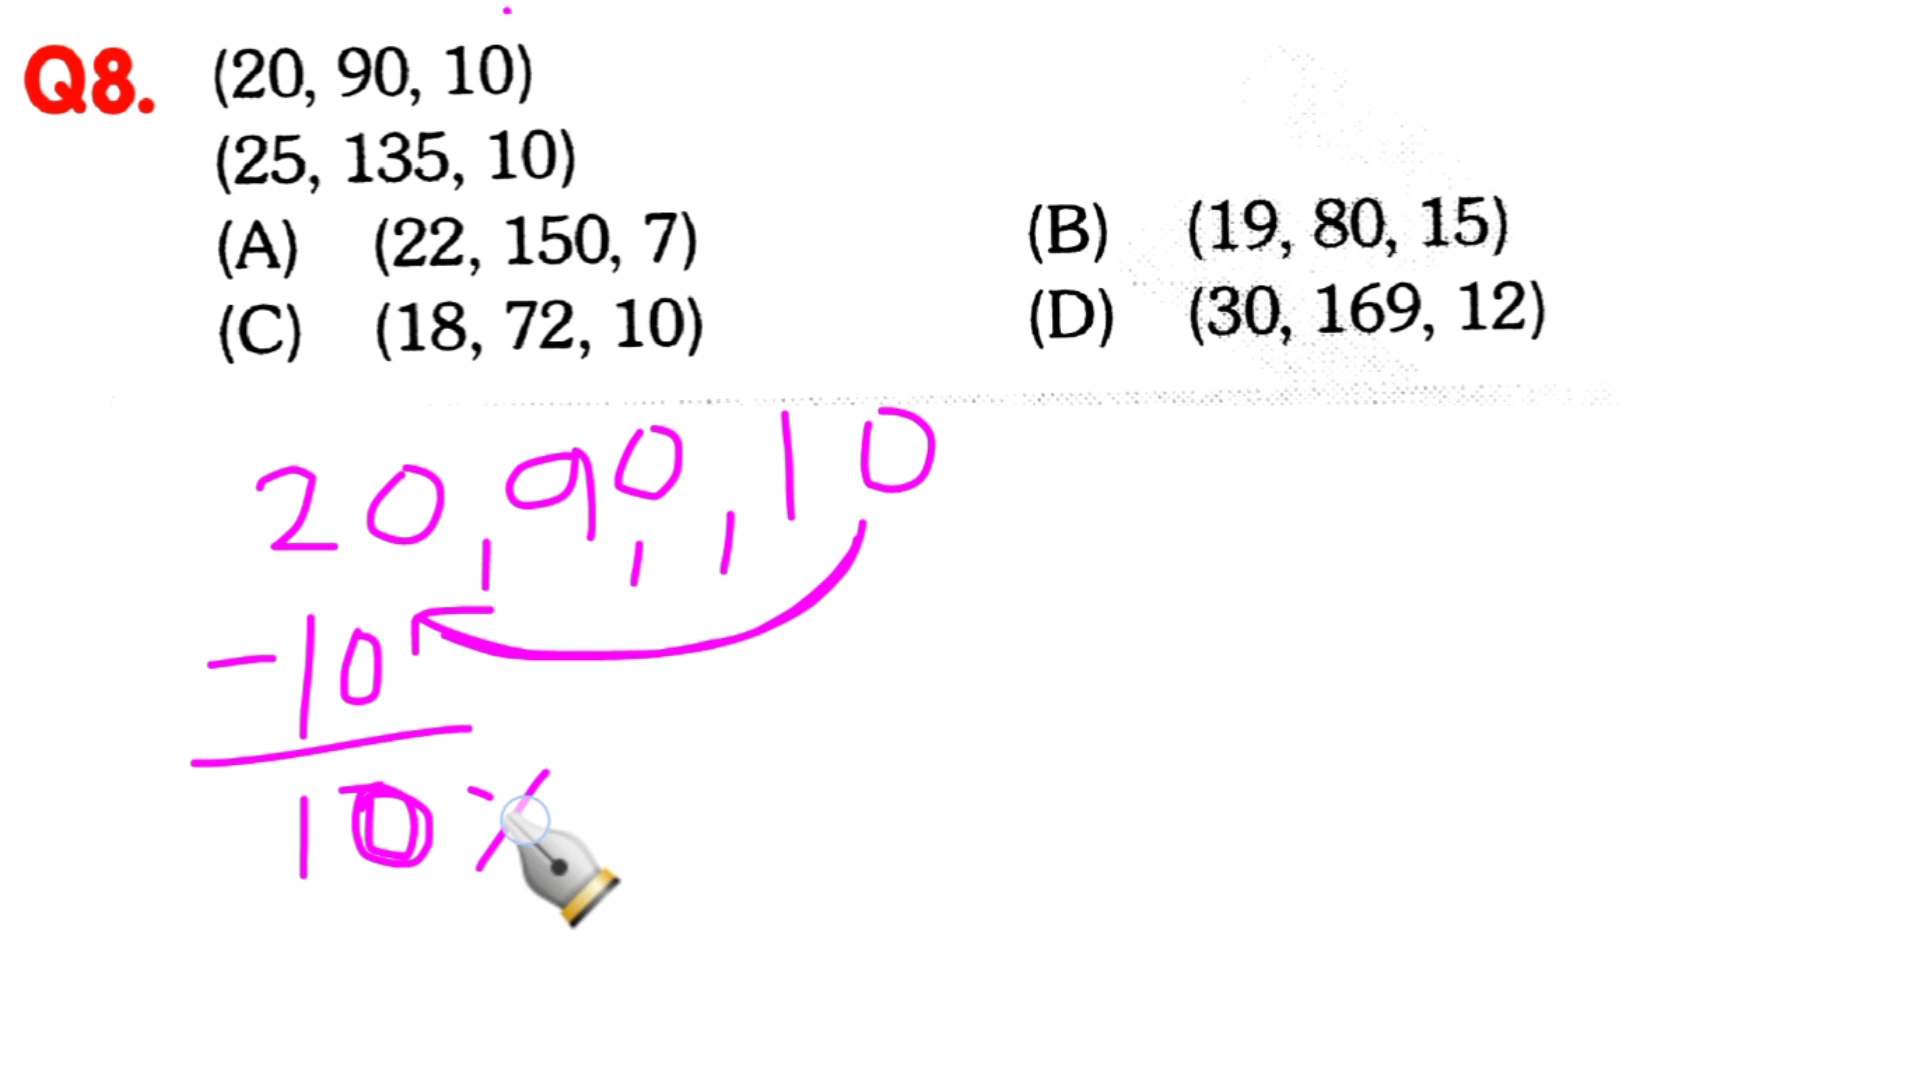 Q8. (20, 90, 10)
(25, 135, 10)
(A) (22, 150, 7) (B) (19, 80, 15)
(C) (18, 72, 10) (D) (30, 169, 12)
20, 90, , 10
-10
10 ×